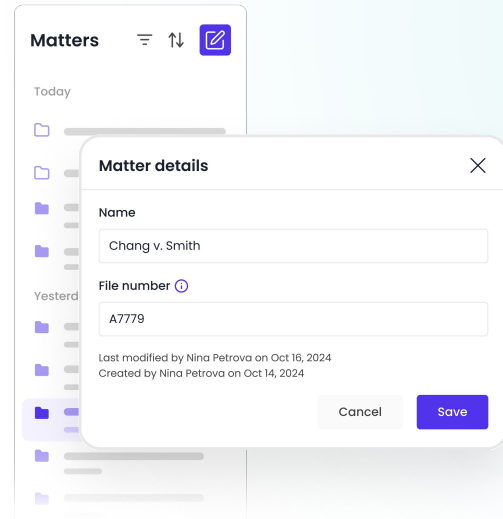 Matters
Today
Matter details
Name
Chang v. Smith
File number
A7779
Yesterd
Last modified by Nina Petrova on Oct 16, 2024
Created by Nina Petrova on Oct 14, 2024
Cancel
Save